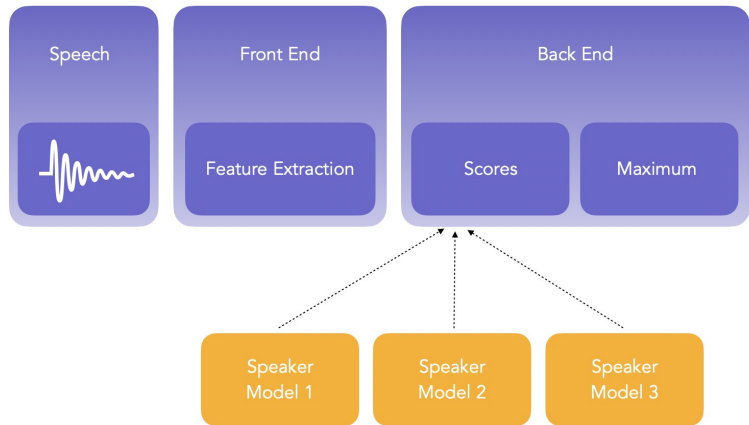 Speech
Front End
Back End
Feature Extraction
Scores
Maximum
Speaker
Model 1
Speaker
Model 2
Speaker
Model 3